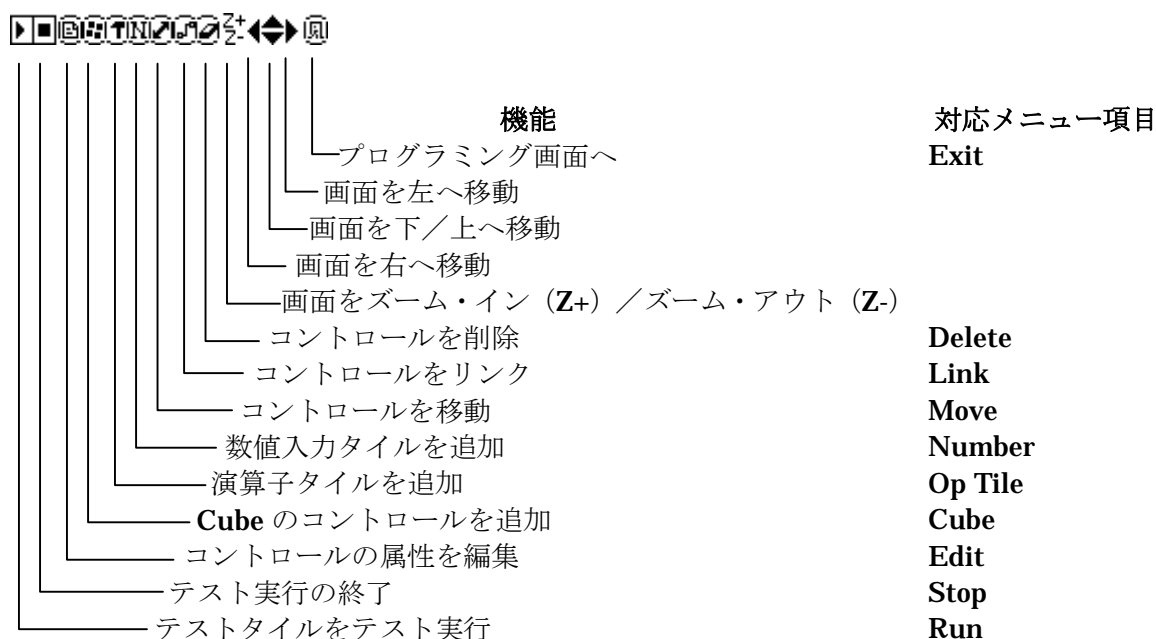 Z+
Z-
N
機能 対応メニュー項目
プログラミング画面へ Exit
画面を左へ移動
画面を下／上へ移動
画面を右へ移動
画面をズーム・イン（Z+）／ズーム・アウト（Z-）
コントロールを削除 Delete
コントロールをリンク Link
コントロールを移動 Move
数値入力タイルを追加 Number
演算子タイルを追加 Op Tile
Cube のコントロールを追加 Cube
コントロールの属性を編集 Edit
テスト実行の終了 Stop
テストタイルをテスト実行 Run